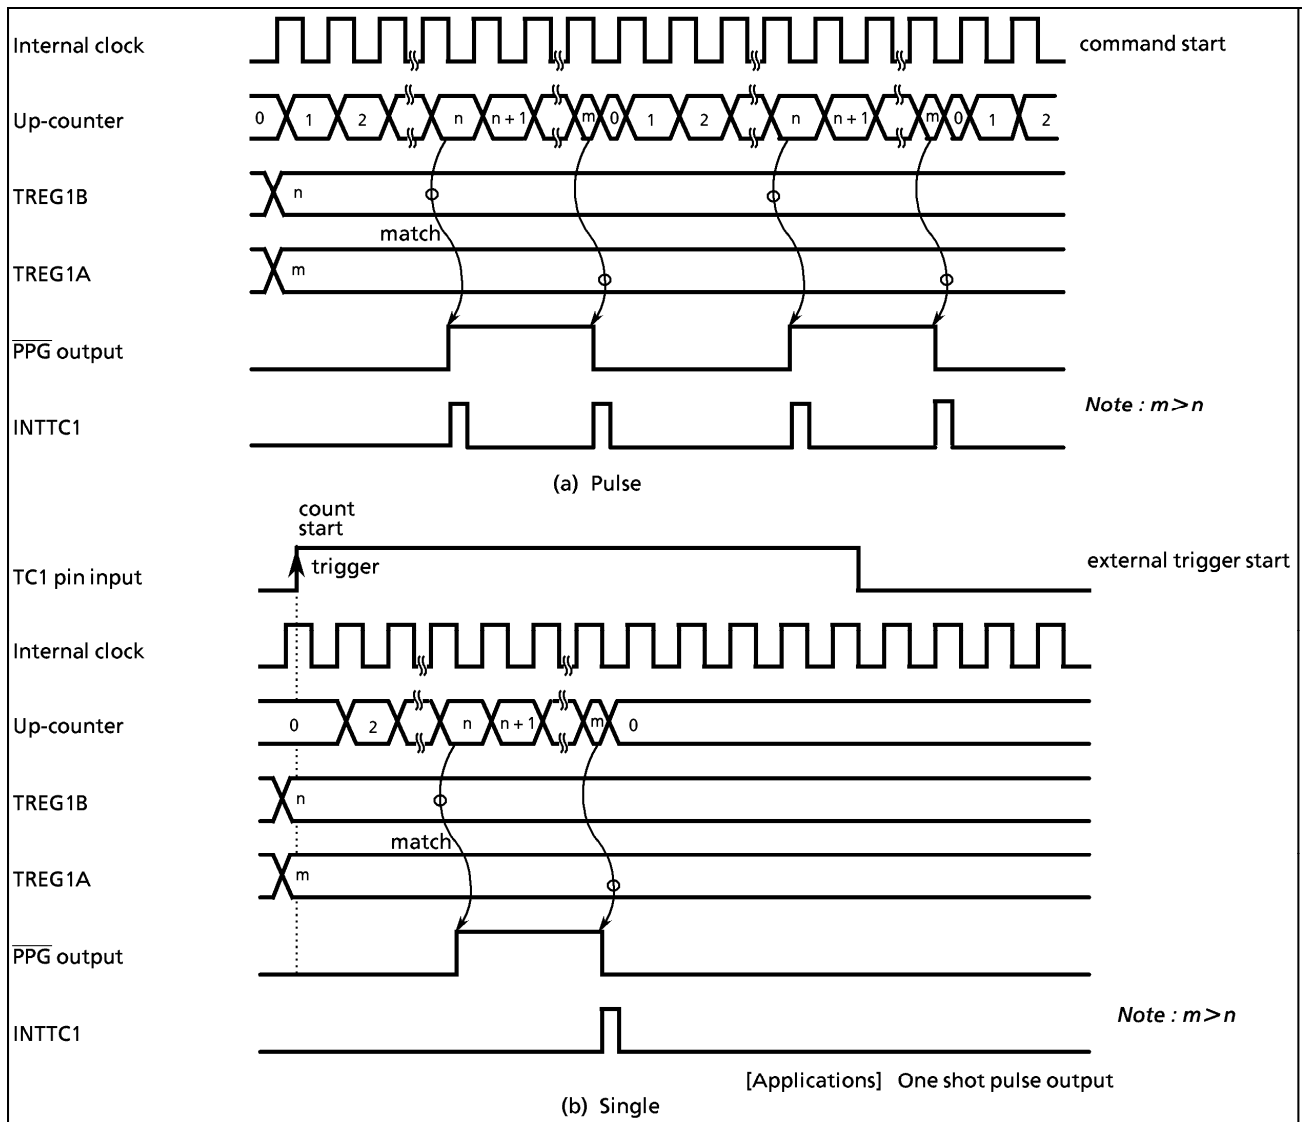 Internal clock
command start
Up-counter
0 1 2 n n + 1 m 0 1 2 n n + 1 m 0 1 2
TREG1B
n
match
TREG1A
m
PPG output
Note : m>n
INTTC1
(a) Pulse
count
start
trigger
external trigger start
TC1 pin input
Internal clock
Up-counter
0 2 n n + 1 m 0
TREG1B
n
match
TREG1A
m
PPG output
Note : m>n
INTTC1
[Applications] One shot pulse output
(b) Single